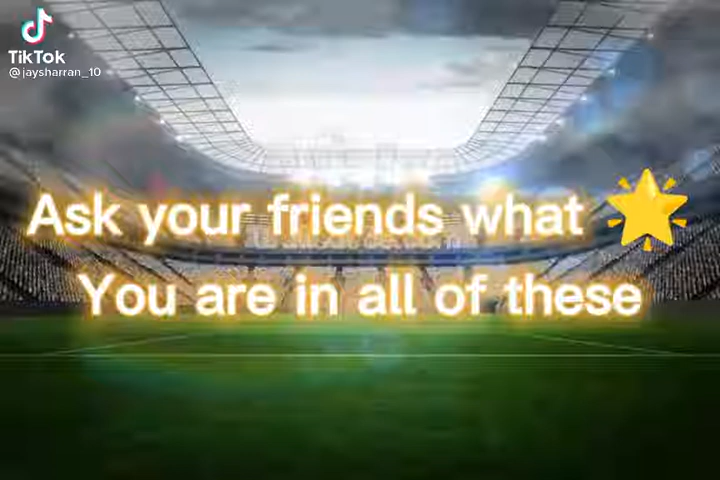 TikTok
@jaysharran_10
Ask your friends what 🌟
You are in all of these